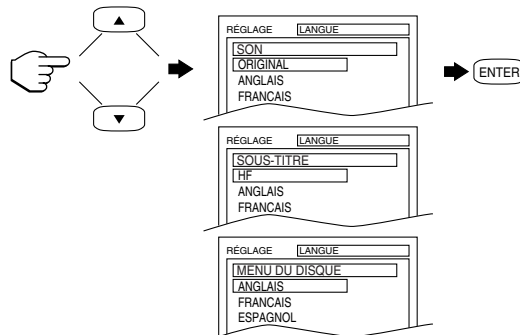 RÉGLAGE LANGUE
SON
ORIGINAL
ANGLAIS
FRANCAIS
ENTER
RÉGLAGE LANGUE
SOUS-TITRE
HF
ANGLAIS
FRANCAIS
RÉGLAGE LANGUE
MENU DU DISQUE
ANGLAIS
FRANCAIS
ESPAGNOL